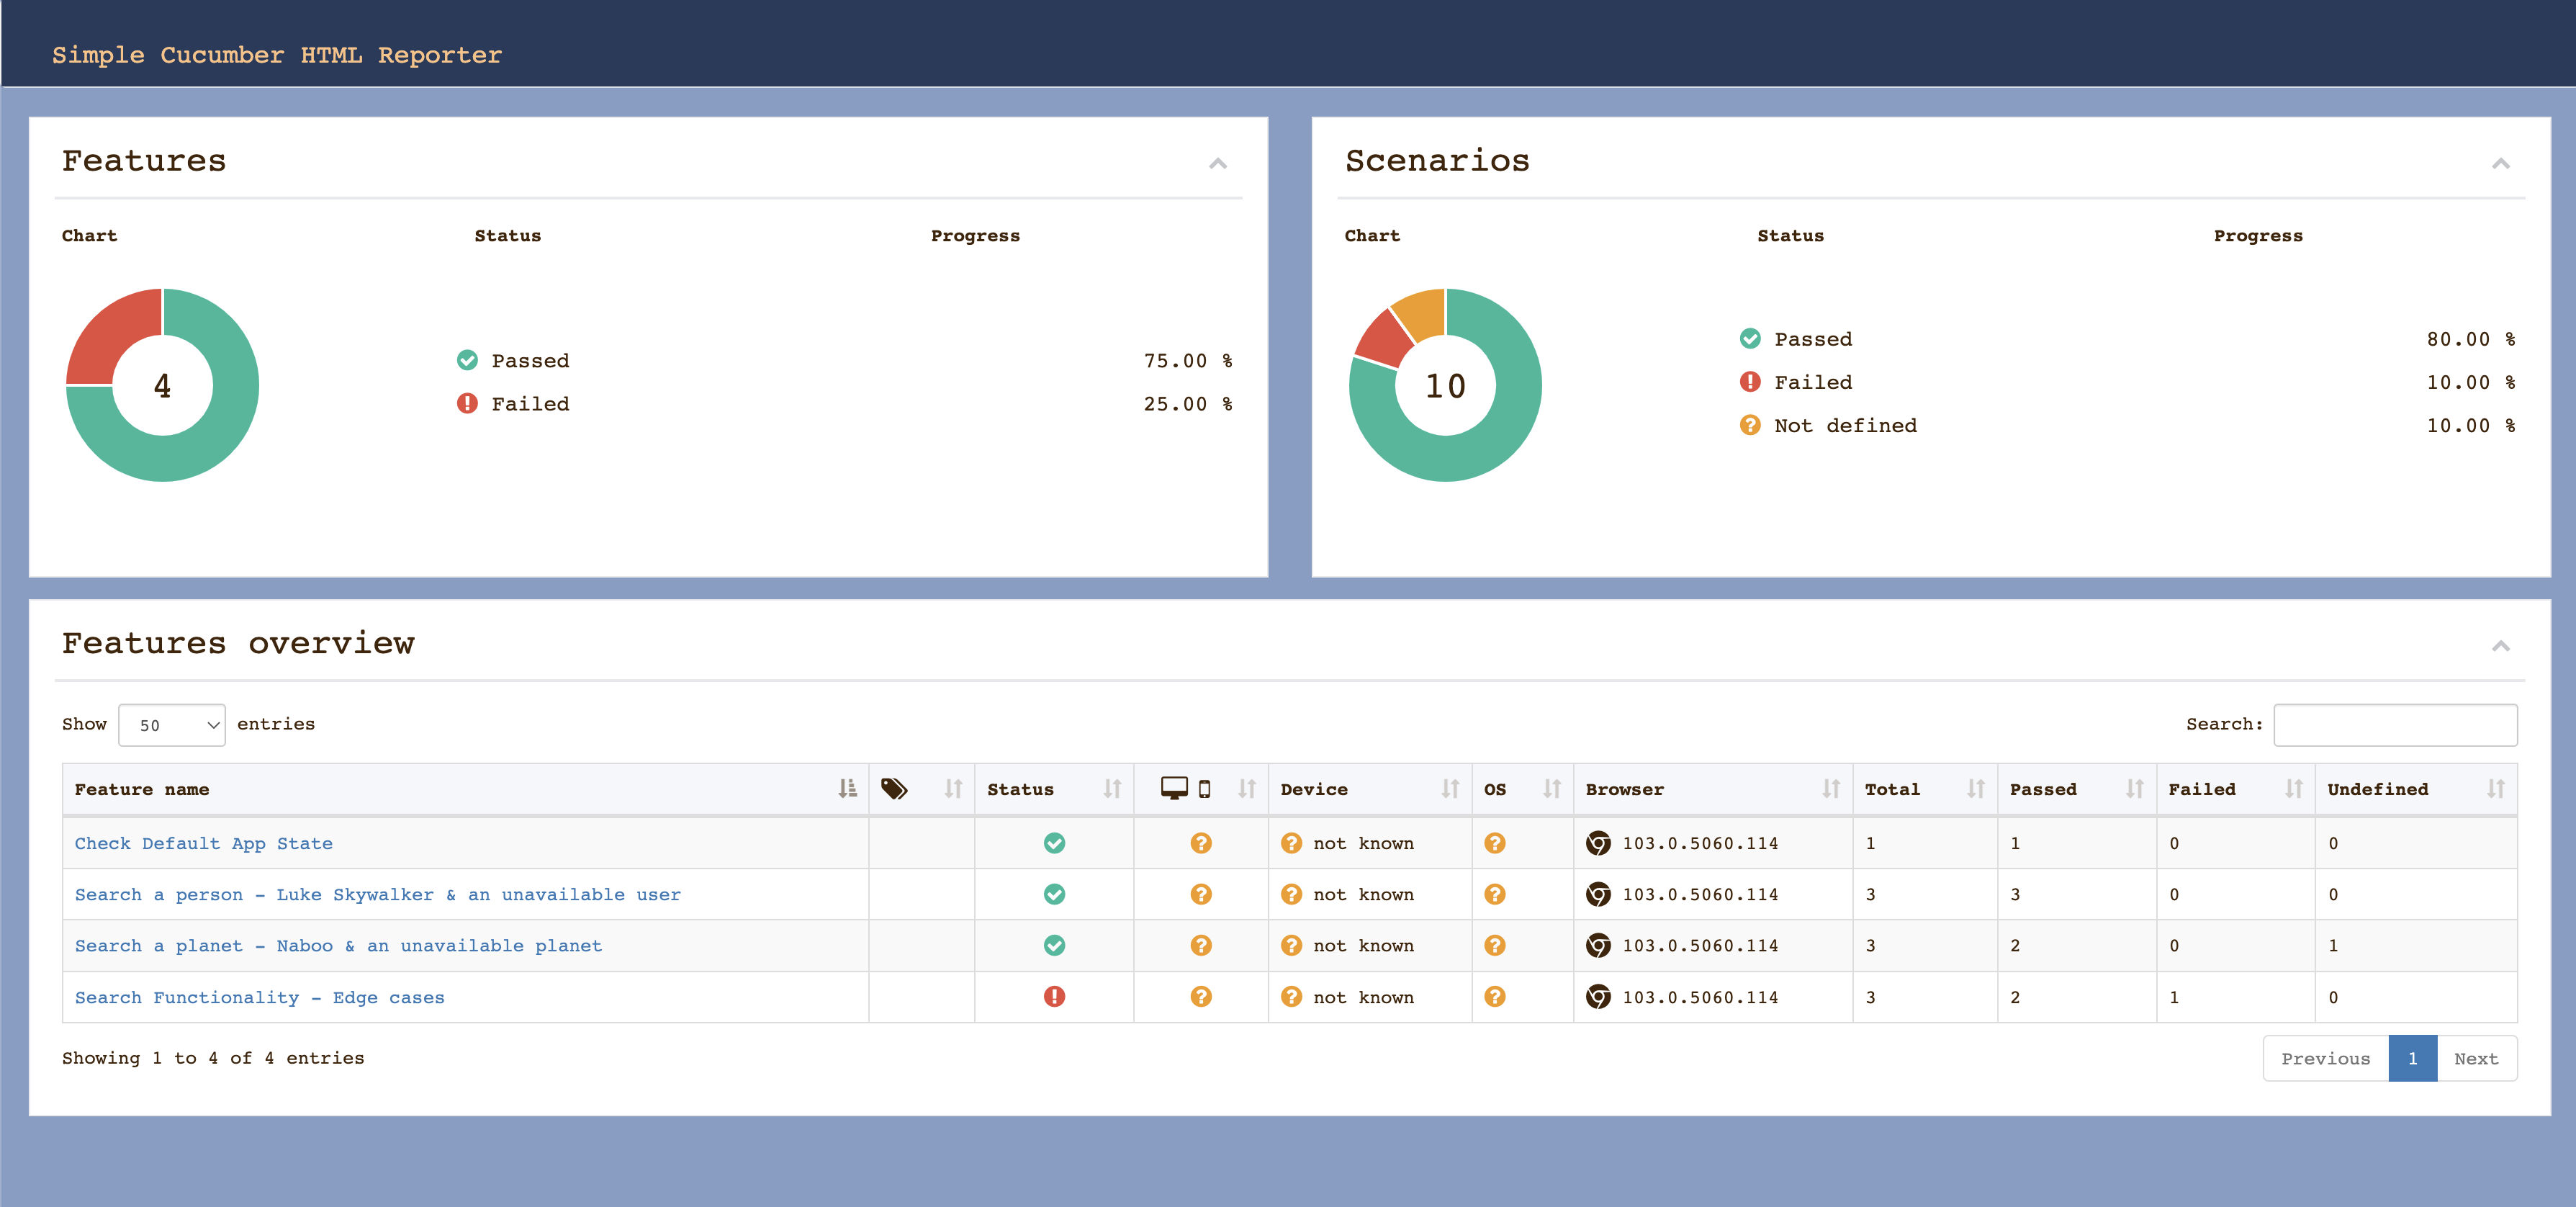 Simple Cucumber HTML Reporter
Features
Chart Status Progress
4
Passed 75.00 %
Failed 25.00 %
Scenarios
Chart Status Progress
10
Passed 80.00 %
Failed 10.00 %
Not defined 10.00 %
Features overview
Show 50 entries Search:
Feature name Status Device OS Browser Total Passed Failed Undefined
Check Default App State not known 103.0.5060.114 1 1 0 0
Search a person - Luke Skywalker & an unavailable user not known 103.0.5060.114 3 3 0 0
Search a planet - Naboo & an unavailable planet not known 103.0.5060.114 3 2 0 1
Search Functionality - Edge cases not known 103.0.5060.114 3 2 1 0
Showing 1 to 4 of 4 entries Previous 1 Next